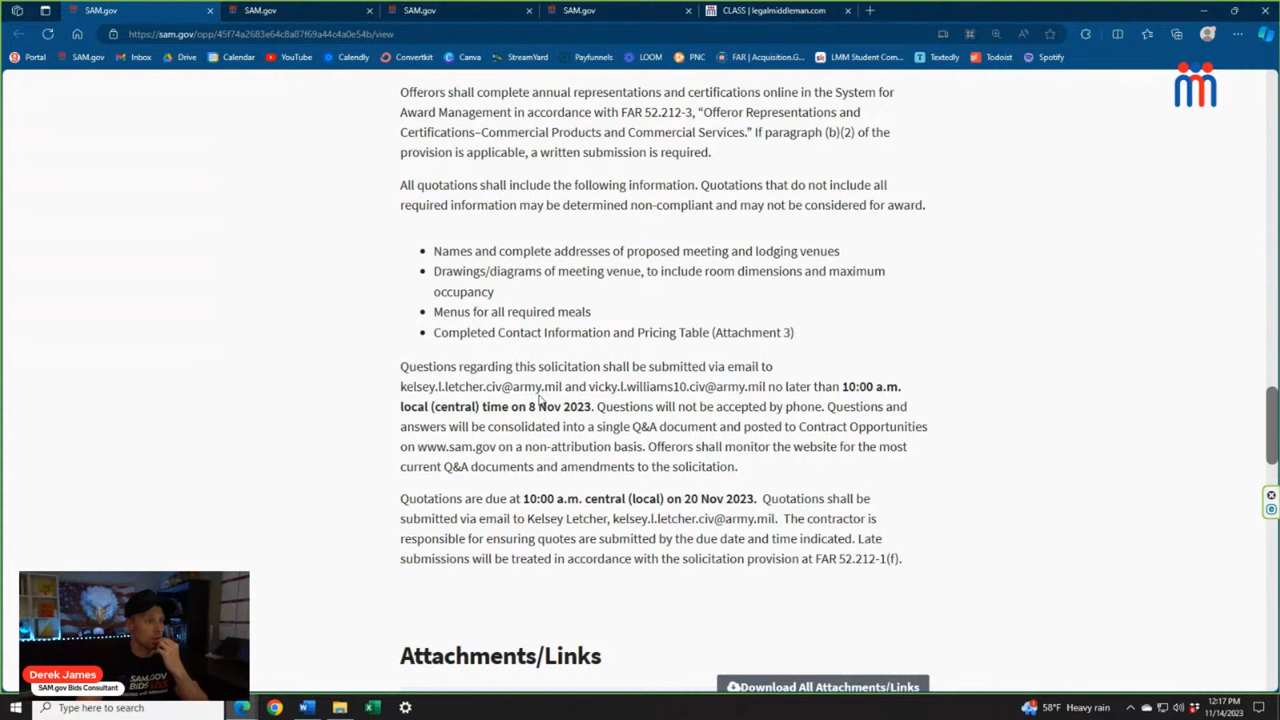 SAM.gov
SAM.gov
SAM.gov
SAM.gov
CLASS | legalmiddleman.com
https://sam.gov/opp/45f74a2683e64c8a87f69a44c4a0e54b/view
Portal
SAM.gov
Inbox
Drive
Calendar
YouTube
Calendly
Convertkit
Canva
StreamYard
Payfunnels
LOOM
PNC
FAR | Acquisition.G...
LMM Student Com...
Textedly
Todoist
Spotify
Offerors shall complete annual representations and certifications online in the System for
Award Management in accordance with FAR 52.212-3, “Offeror Representations and
Certifications–Commercial Products and Commercial Services.” If paragraph (b)(2) of the
provision is applicable, a written submission is required.
All quotations shall include the following information. Quotations that do not include all
required information may be determined non-compliant and may not be considered for award.
• Names and complete addresses of proposed meeting and lodging venues
• Drawings/diagrams of meeting venue, to include room dimensions and maximum
occupancy
• Menus for all required meals
• Completed Contact Information and Pricing Table (Attachment 3)
Questions regarding this solicitation shall be submitted via email to
kelsey.l.letcher.civ@army.mil and vicky.l.williams10.civ@army.mil no later than 10:00 a.m.
local (central) time on 8 Nov 2023. Questions will not be accepted by phone. Questions and
answers will be consolidated into a single Q&A document and posted to Contract Opportunities
on www.sam.gov on a non-attribution basis. Offerors shall monitor the website for the most
current Q&A documents and amendments to the solicitation.
Quotations are due at 10:00 a.m. central (local) on 20 Nov 2023. Quotations shall be
submitted via email to Kelsey Letcher, kelsey.l.letcher.civ@army.mil. The contractor is
responsible for ensuring quotes are submitted by the due date and time indicated. Late
submissions will be treated in accordance with the solicitation provision at FAR 52.212-1(f).
Attachments/Links
Download All Attachments/Links
SAM.GOV
BIDS
Derek James
SAM.gov Bids Consultant
Type here to search
58°F Heavy rain
12:17 PM
11/14/2023